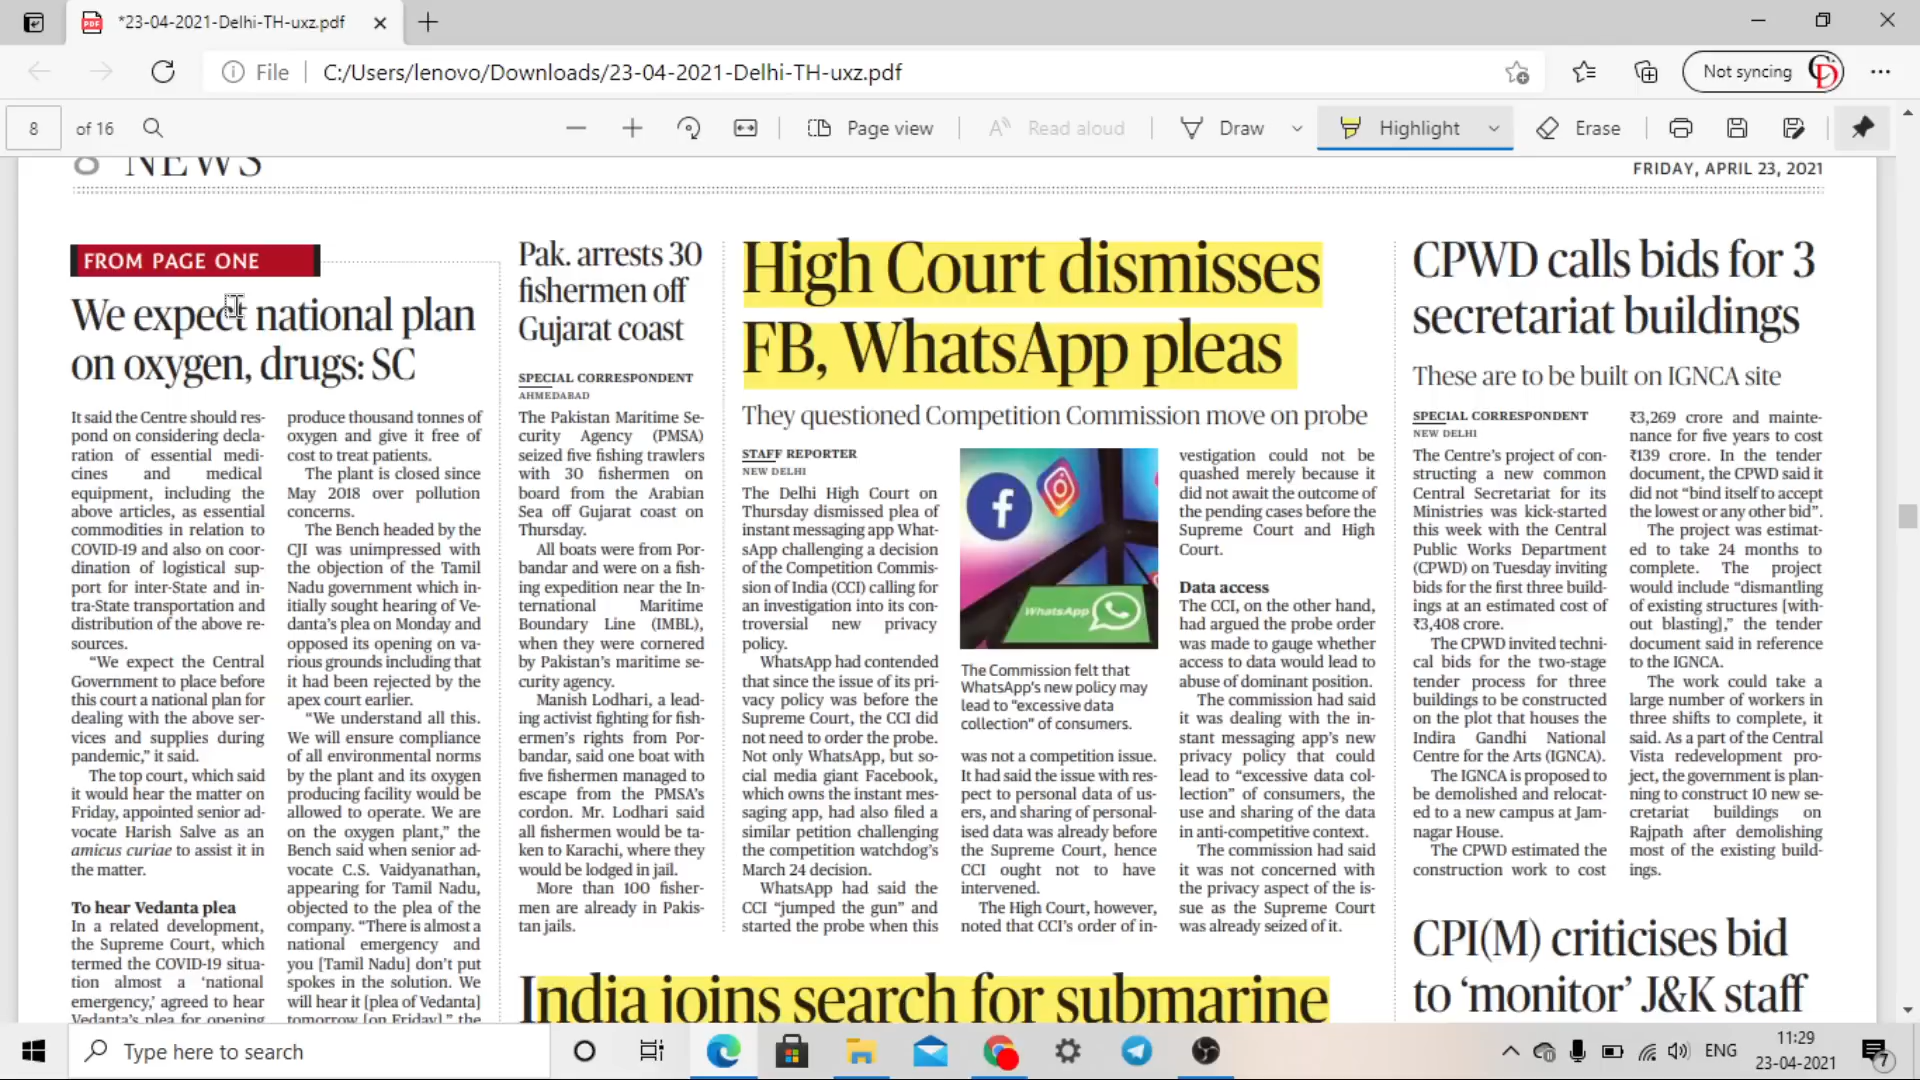 *23-04-2021-Delhi-TH-uxz.pdf
File
C:/Users/lenovo/Downloads/23-04-2021-Delhi-TH-uxz.pdf
Not syncing
8
of 16
Page view
Read aloud
Draw
Highlight
Erase
8 NEWS
FRIDAY, APRIL 23, 2021
FROM PAGE ONE
We expect national plan
on oxygen, drugs: SC
It said the Centre should res-
pond on considering decla-
ration of essential medi-
cines and medical
equipment, including the
above articles, as essential
commodities in relation to
COVID-19 and also on coor-
dination of logistical sup-
port for inter-State and in-
tra-State transportation and
distribution of the above re-
sources.
“We expect the Central
Government to place before
this court a national plan for
dealing with the above ser-
vices and supplies during
pandemic,” it said.
The top court, which said
it would hear the matter on
Friday, appointed senior ad-
vocate Harish Salve as an
amicus curiae to assist it in
the matter.
To hear Vedanta plea
In a related development,
the Supreme Court, which
termed the COVID-19 situa-
tion almost a ‘national
emergency,’ agreed to hear
Vedanta’s plea for opening
produce thousand tonnes of
oxygen and give it free of
cost to treat patients.
The plant is closed since
May 2018 over pollution
concerns.
The Bench headed by the
CJI was unimpressed with
the objection of the Tamil
Nadu government which in-
itially sought hearing of Ve-
danta’s plea on Monday and
opposed its opening on va-
rious grounds including that
it had been rejected by the
apex court earlier.
“We understand all this.
We will ensure compliance
of all environmental norms
by the plant and its oxygen
producing facility would be
allowed to operate. We are
on the oxygen plant,” the
Bench said when senior ad-
vocate C.S. Vaidyanathan,
appearing for Tamil Nadu,
objected to the plea of the
company. “There is almost a
national emergency and
you [Tamil Nadu] don’t put
spokes in the solution. We
will hear it [plea of Vedanta]
tomorrow [on Friday],” the
Pak. arrests 30
fishermen off
Gujarat coast
SPECIAL CORRESPONDENT
AHMEDABAD
The Pakistan Maritime Se-
curity Agency (PMSA)
seized five fishing trawlers
with 30 fishermen on
board from the Arabian
Sea off Gujarat coast on
Thursday.
All boats were from Por-
bandar and were on a fish-
ing expedition near the In-
ternational Maritime
Boundary Line (IMBL),
when they were cornered
by Pakistan’s maritime se-
curity agency.
Manish Lodhari, a lead-
ing activist fighting for fish-
ermen’s rights from Por-
bandar, said one boat with
five fishermen managed to
escape from the PMSA’s
cordon. Mr. Lodhari said
all fishermen would be ta-
ken to Karachi, where they
would be lodged in jail.
More than 100 fisher-
men are already in Pakis-
tan jails.
High Court dismisses
FB, WhatsApp pleas
They questioned Competition Commission move on probe
STAFF REPORTER
NEW DELHI
The Delhi High Court on
Thursday dismissed plea of
instant messaging app What-
sApp challenging a decision
of the Competition Commis-
sion of India (CCI) calling for
an investigation into its con-
troversial new privacy
policy.
WhatsApp had contended
that since the issue of its pri-
vacy policy was before the
Supreme Court, the CCI did
not need to order the probe.
Not only WhatsApp, but so-
cial media giant Facebook,
which owns the instant mes-
saging app, had also filed a
similar petition challenging
the competition watchdog’s
March 24 decision.
WhatsApp had said the
CCI “jumped the gun” and
started the probe when this
WhatsApp
The Commission felt that
WhatsApp’s new policy may
lead to “excessive data
collection” of consumers.
was not a competition issue.
It had said the issue with res-
pect to personal data of us-
ers, and sharing of personal-
ised data was already before
the Supreme Court, hence
CCI ought not to have
intervened.
The High Court, however,
noted that CCI’s order of in-
vestigation could not be
quashed merely because it
did not await the outcome of
the pending cases before the
Supreme Court and High
Court.
Data access
The CCI, on the other hand,
had argued the probe order
was made to gauge whether
access to data would lead to
abuse of dominant position.
The commission had said
it was dealing with the in-
stant messaging app’s new
privacy policy that could
lead to “excessive data col-
lection” of consumers, the
use and sharing of the data
in anti-competitive context.
The commission had said
it was not concerned with
the privacy aspect of the is-
sue as the Supreme Court
was already seized of it.
India joins search for submarine
CPWD calls bids for 3
secretariat buildings
These are to be built on IGNCA site
SPECIAL CORRESPONDENT
NEW DELHI
The Centre’s project of con-
structing a new common
Central Secretariat for its
Ministries was kick-started
this week with the Central
Public Works Department
(CPWD) on Tuesday inviting
bids for the first three build-
ings at an estimated cost of
₹3,408 crore.
The CPWD invited techni-
cal bids for the two-stage
tender process for three
buildings to be constructed
on the plot that houses the
Indira Gandhi National
Centre for the Arts (IGNCA).
The IGNCA is proposed to
be demolished and relocat-
ed to a new campus at Jam-
nagar House.
The CPWD estimated the
construction work to cost
₹3,269 crore and mainte-
nance for five years to cost
₹139 crore. In the tender
document, the CPWD said it
did not “bind itself to accept
the lowest or any other bid”.
The project was estimat-
ed to take 24 months to
complete. The project
would include “dismantling
of existing structures [with-
out blasting],” the tender
document said in reference
to the IGNCA.
The work could take a
large number of workers in
three shifts to complete, it
said. As a part of the Central
Vista redevelopment pro-
ject, the government is plan-
ning to construct 10 new se-
cretariat buildings on
Rajpath after demolishing
most of the existing build-
ings.
CPI(M) criticises bid
to ‘monitor’ J&K staff
Type here to search
ENG
11:29
23-04-2021
7